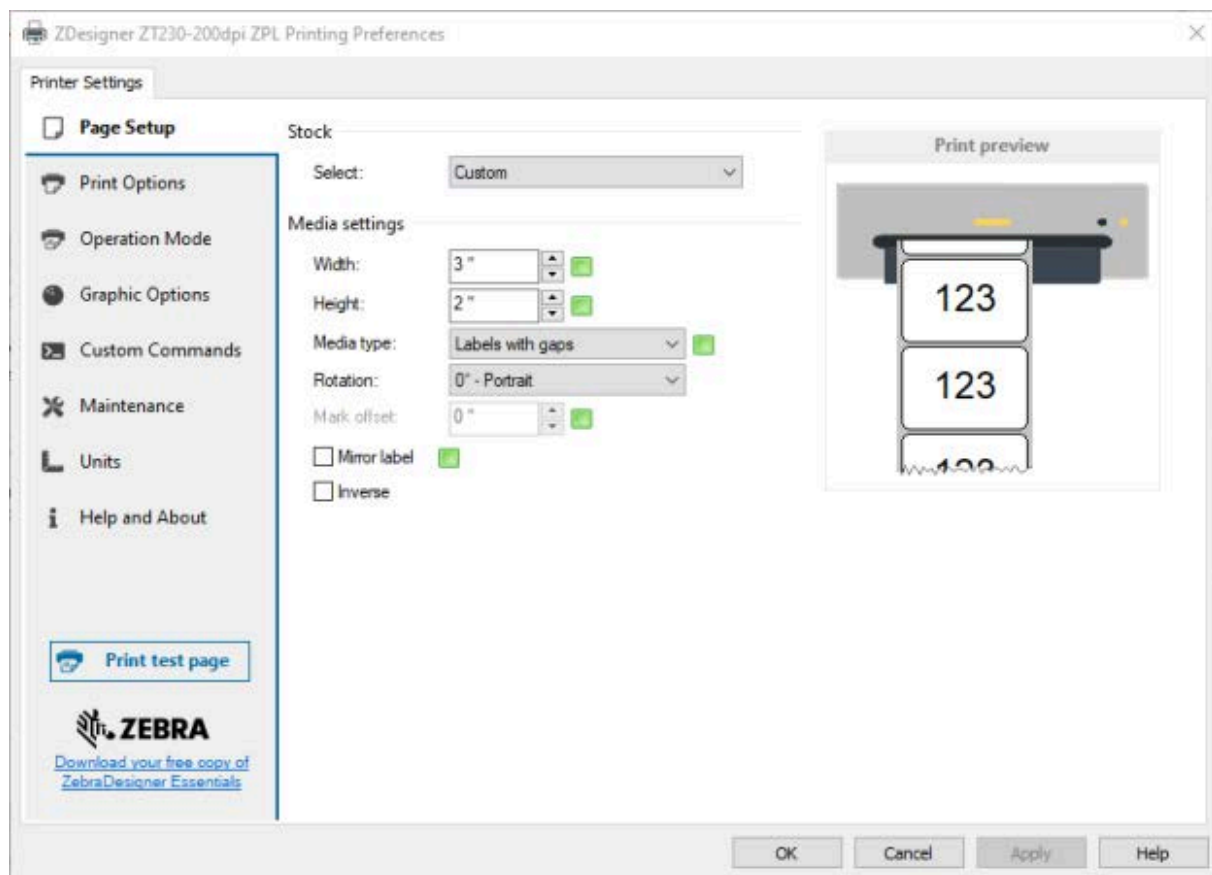 ZDesigner ZT230-200dpi ZPL Printing Preferences
Printer Settings
Page Setup
Print Options
Operation Mode
Graphic Options
Custom Commands
Maintenance
Units
Help and About
Print test page
ZEBRA
Download your free copy of
ZebraDesigner Essentials
Stock
Select: Custom
Media settings
Width: 3 "
Height: 2 "
Media type: Labels with gaps
Rotation: 0° - Portrait
Mark offset: 0 "
Mirror label
Inverse
Print preview
123
123
123
OK Cancel Apply Help